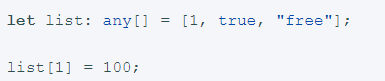 let list: any[] = [1, true, "free"];
list[1] = 100;